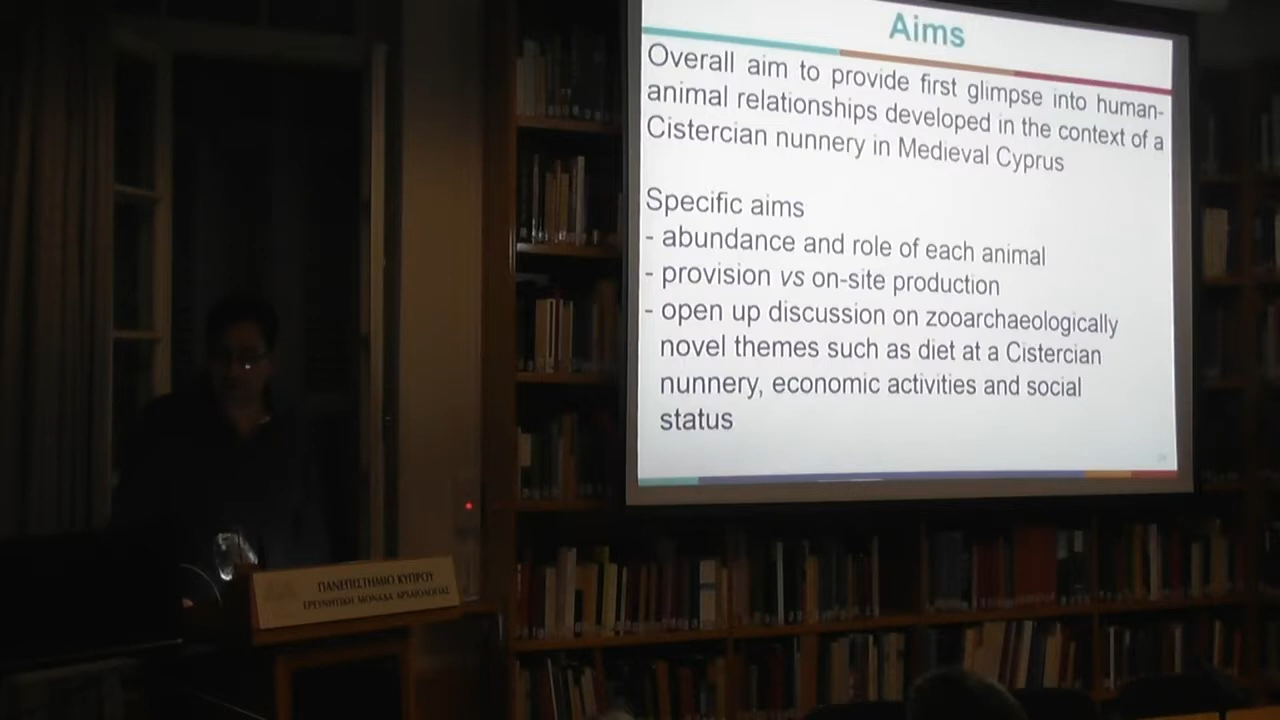 Aims
Overall aim to provide first glimpse into human-
animal relationships developed in the context of a
Cistercian nunnery in Medieval Cyprus
Specific aims
- abundance and role of each animal
- provision vs on-site production
- open up discussion on zooarchaeologically
novel themes such as diet at a Cistercian
nunnery, economic activities and social
status
ΠΑΝΕΠΙΣΤΗΜΙΟ ΚΥΠΡΟΥ
ΕΡΕΥΝΗΤΙΚΗ ΜΟΝΑΔΑ ΑΡΧΑΙΟΛΟΓΙΑΣ